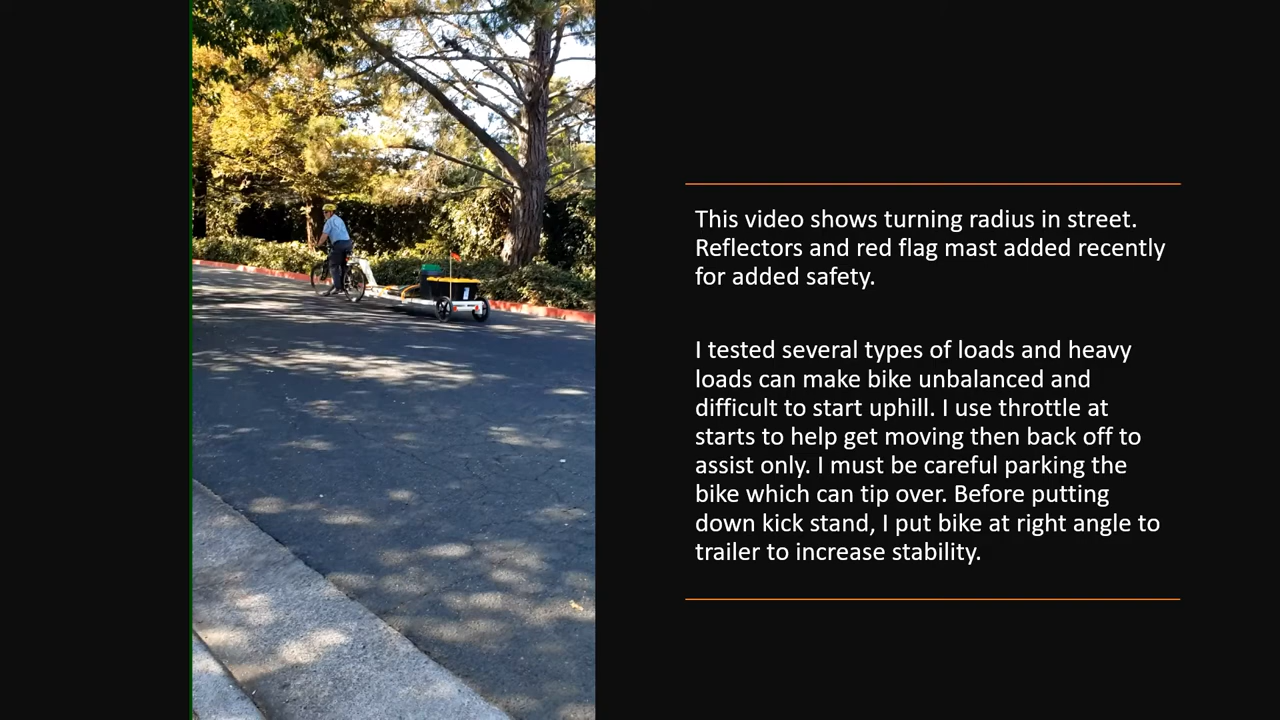 This video shows turning radius in street.
Reflectors and red flag mast added recently
for added safety.
I tested several types of loads and heavy
loads can make bike unbalanced and
difficult to start uphill. I use throttle at
starts to help get moving then back off to
assist only. I must be careful parking the
bike which can tip over. Before putting
down kick stand, I put bike at right angle to
trailer to increase stability.